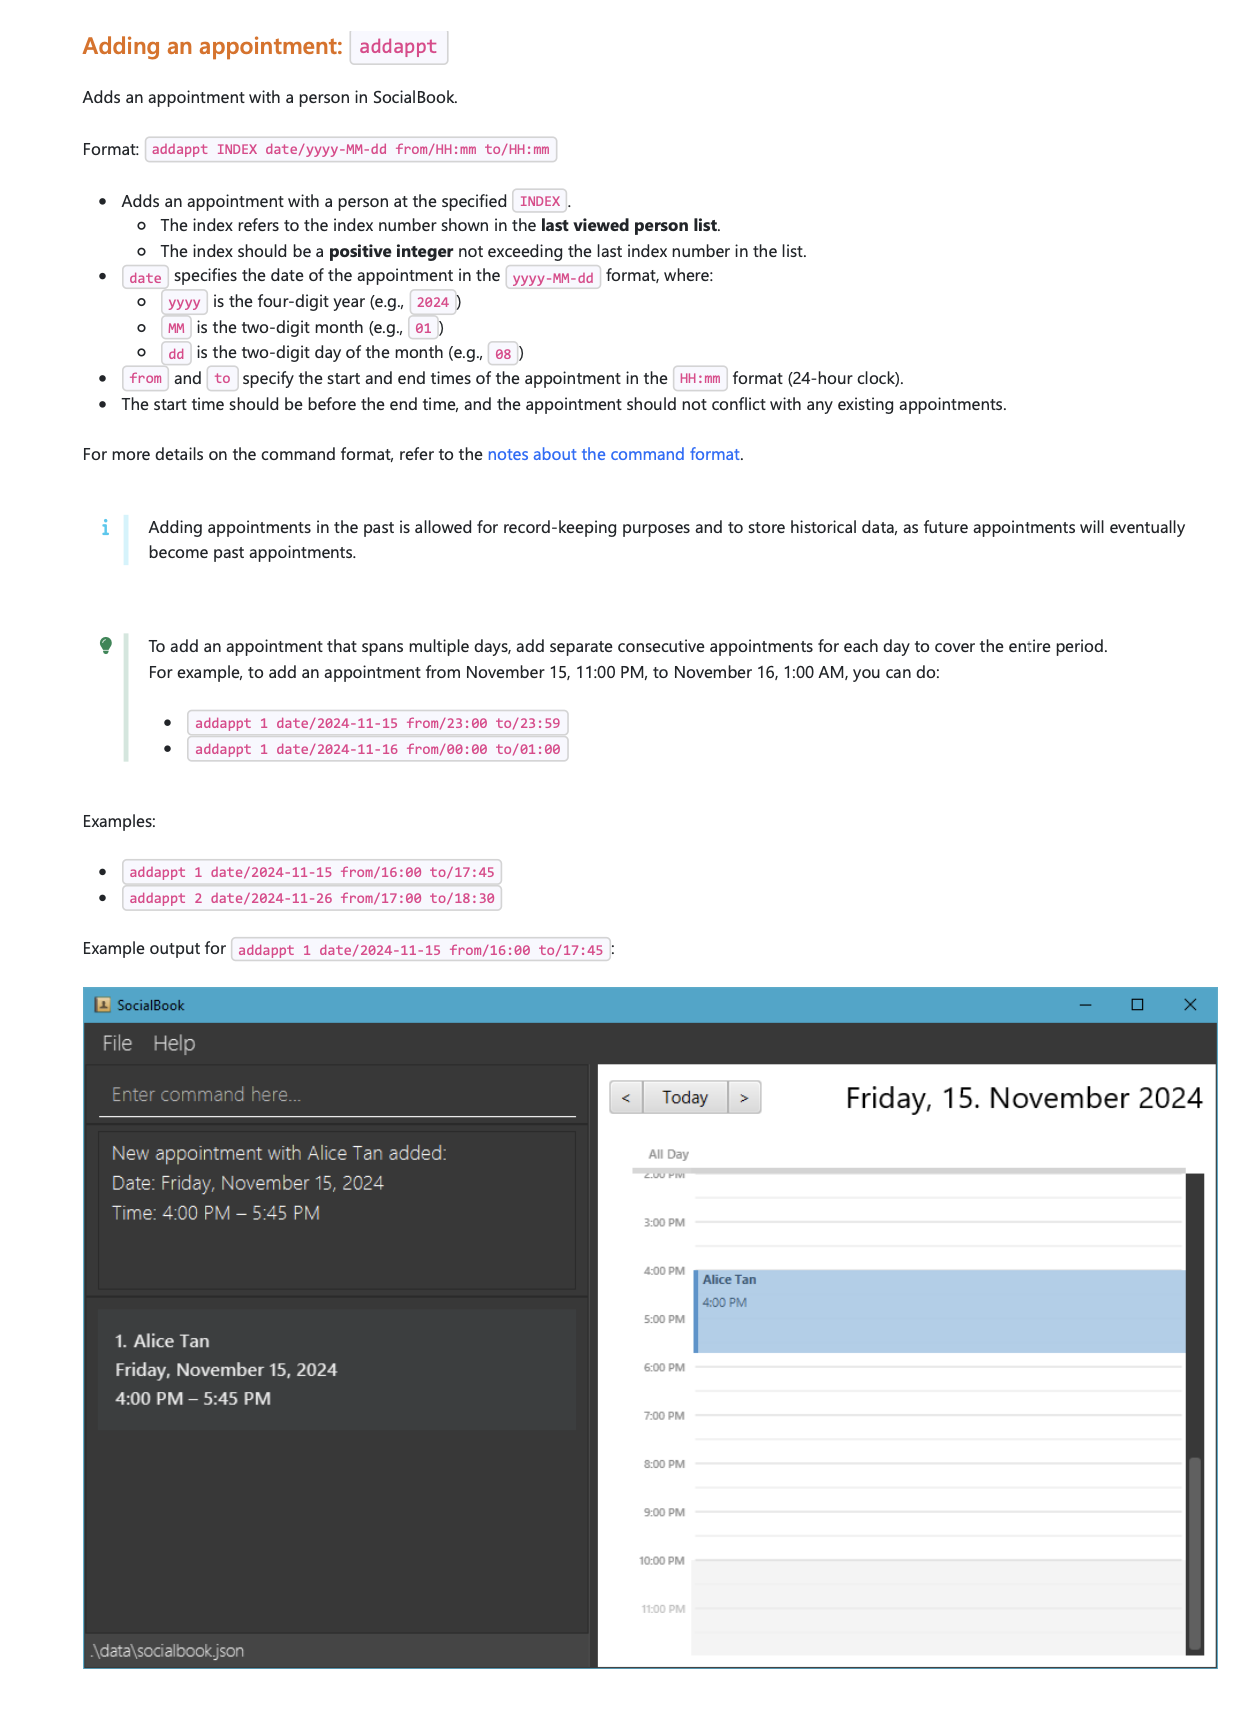 Adding an appointment: addappt
Adds an appointment with a person in SocialBook.
Format: addappt INDEX date/yyyy-MM-dd from/HH:mm to/HH:mm
Adds an appointment with a person at the specified INDEX.
The index refers to the index number shown in the last viewed person list.
The index should be a positive integer not exceeding the last index number in the list.
date specifies the date of the appointment in the yyyy-MM-dd format, where:
yyyy is the four-digit year (e.g., 2024)
MM is the two-digit month (e.g., 01)
dd is the two-digit day of the month (e.g., 08)
from and to specify the start and end times of the appointment in the HH:mm format (24-hour clock).
The start time should be before the end time, and the appointment should not conflict with any existing appointments.
For more details on the command format, refer to the notes about the command format.
Adding appointments in the past is allowed for record-keeping purposes and to store historical data, as future appointments will eventually
become past appointments.
To add an appointment that spans multiple days, add separate consecutive appointments for each day to cover the entire period.
For example, to add an appointment from November 15, 11:00 PM, to November 16, 1:00 AM, you can do:
addappt 1 date/2024-11-15 from/23:00 to/23:59
addappt 1 date/2024-11-16 from/00:00 to/01:00
Examples:
addappt 1 date/2024-11-15 from/16:00 to/17:45
addappt 2 date/2024-11-26 from/17:00 to/18:30
Example output for addappt 1 date/2024-11-15 from/16:00 to/17:45:
SocialBook
File Help
Enter command here...
New appointment with Alice Tan added:
Date: Friday, November 15, 2024
Time: 4:00 PM – 5:45 PM
1. Alice Tan
Friday, November 15, 2024
4:00 PM – 5:45 PM
.\data\socialbook.json
< Today >
Friday, 15. November 2024
All Day
2:00 PM
3:00 PM
4:00 PM
Alice Tan
4:00 PM
5:00 PM
6:00 PM
7:00 PM
8:00 PM
9:00 PM
10:00 PM
11:00 PM